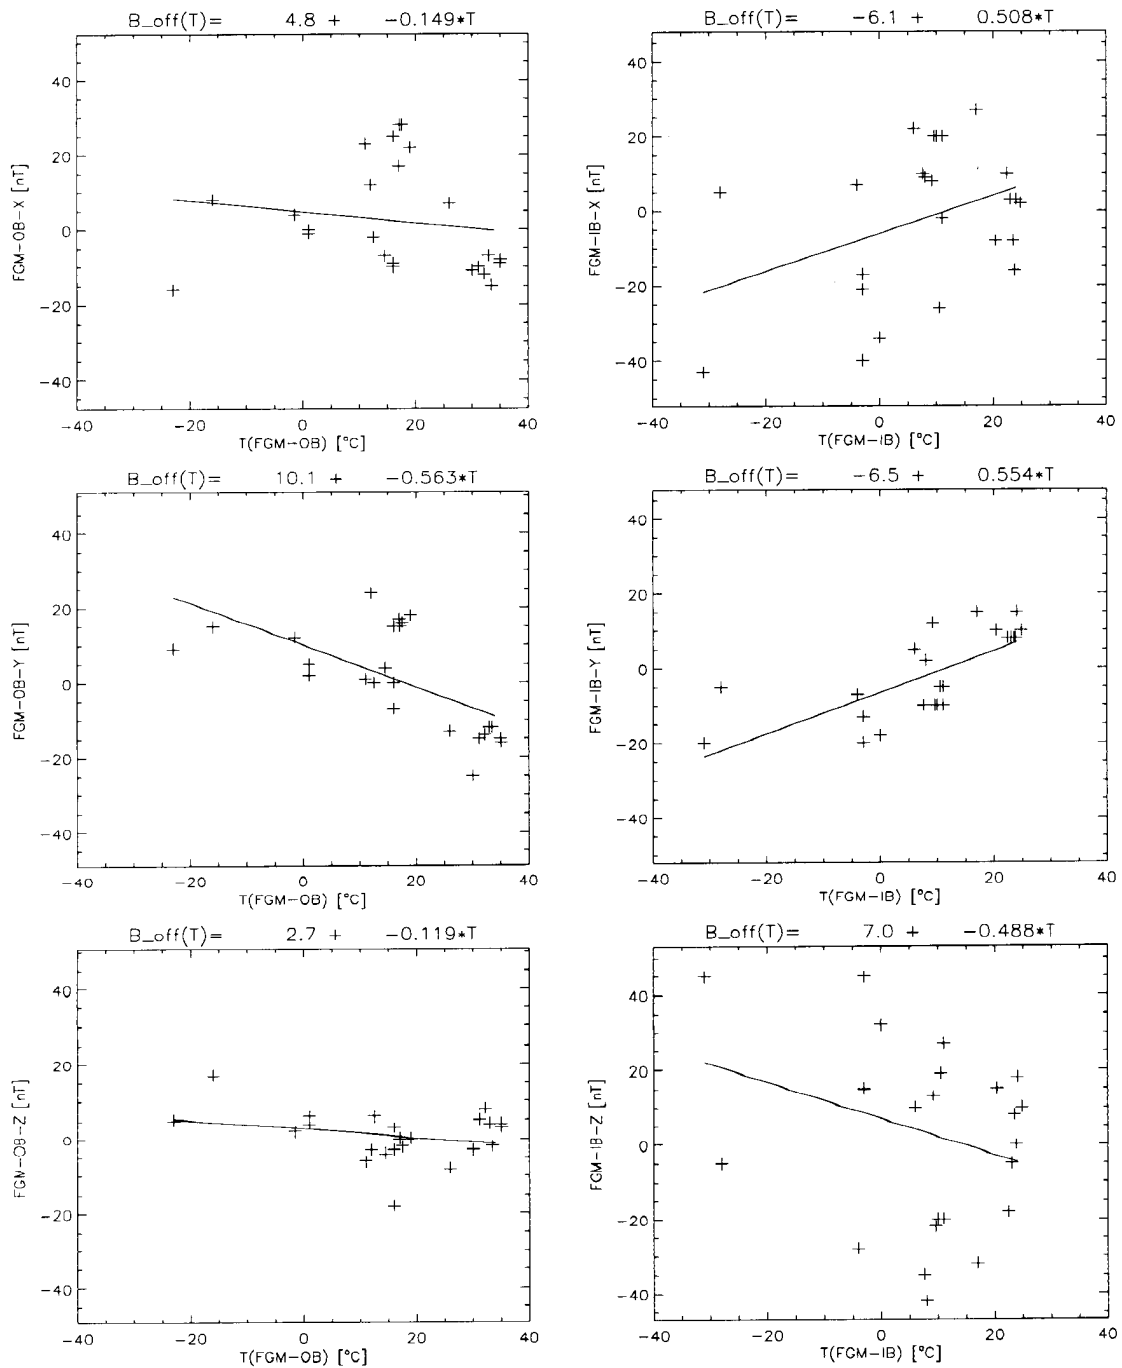 B_off(T)= 4.8 + -0.149*T
40
20
0
-20
-40
FGM-OB-X [nT]
-40 -20 0 20 40
T(FGM-OB) [°C]
B_off(T)= -6.1 + 0.508*T
40
20
0
-20
-40
FGM-IB-X [nT]
-40 -20 0 20 40
T(FGM-IB) [°C]
B_off(T)= 10.1 + -0.563*T
40
20
0
-20
-40
FGM-OB-Y [nT]
-40 -20 0 20 40
T(FGM-OB) [°C]
B_off(T)= -6.5 + 0.554*T
40
20
0
-20
-40
FGM-IB-Y [nT]
-40 -20 0 20 40
T(FGM-IB) [°C]
B_off(T)= 2.7 + -0.119*T
40
20
0
-20
-40
FGM-OB-Z [nT]
-40 -20 0 20 40
T(FGM-OB) [°C]
B_off(T)= 7.0 + -0.488*T
40
20
0
-20
-40
FGM-IB-Z [nT]
-40 -20 0 20 40
T(FGM-IB) [°C]